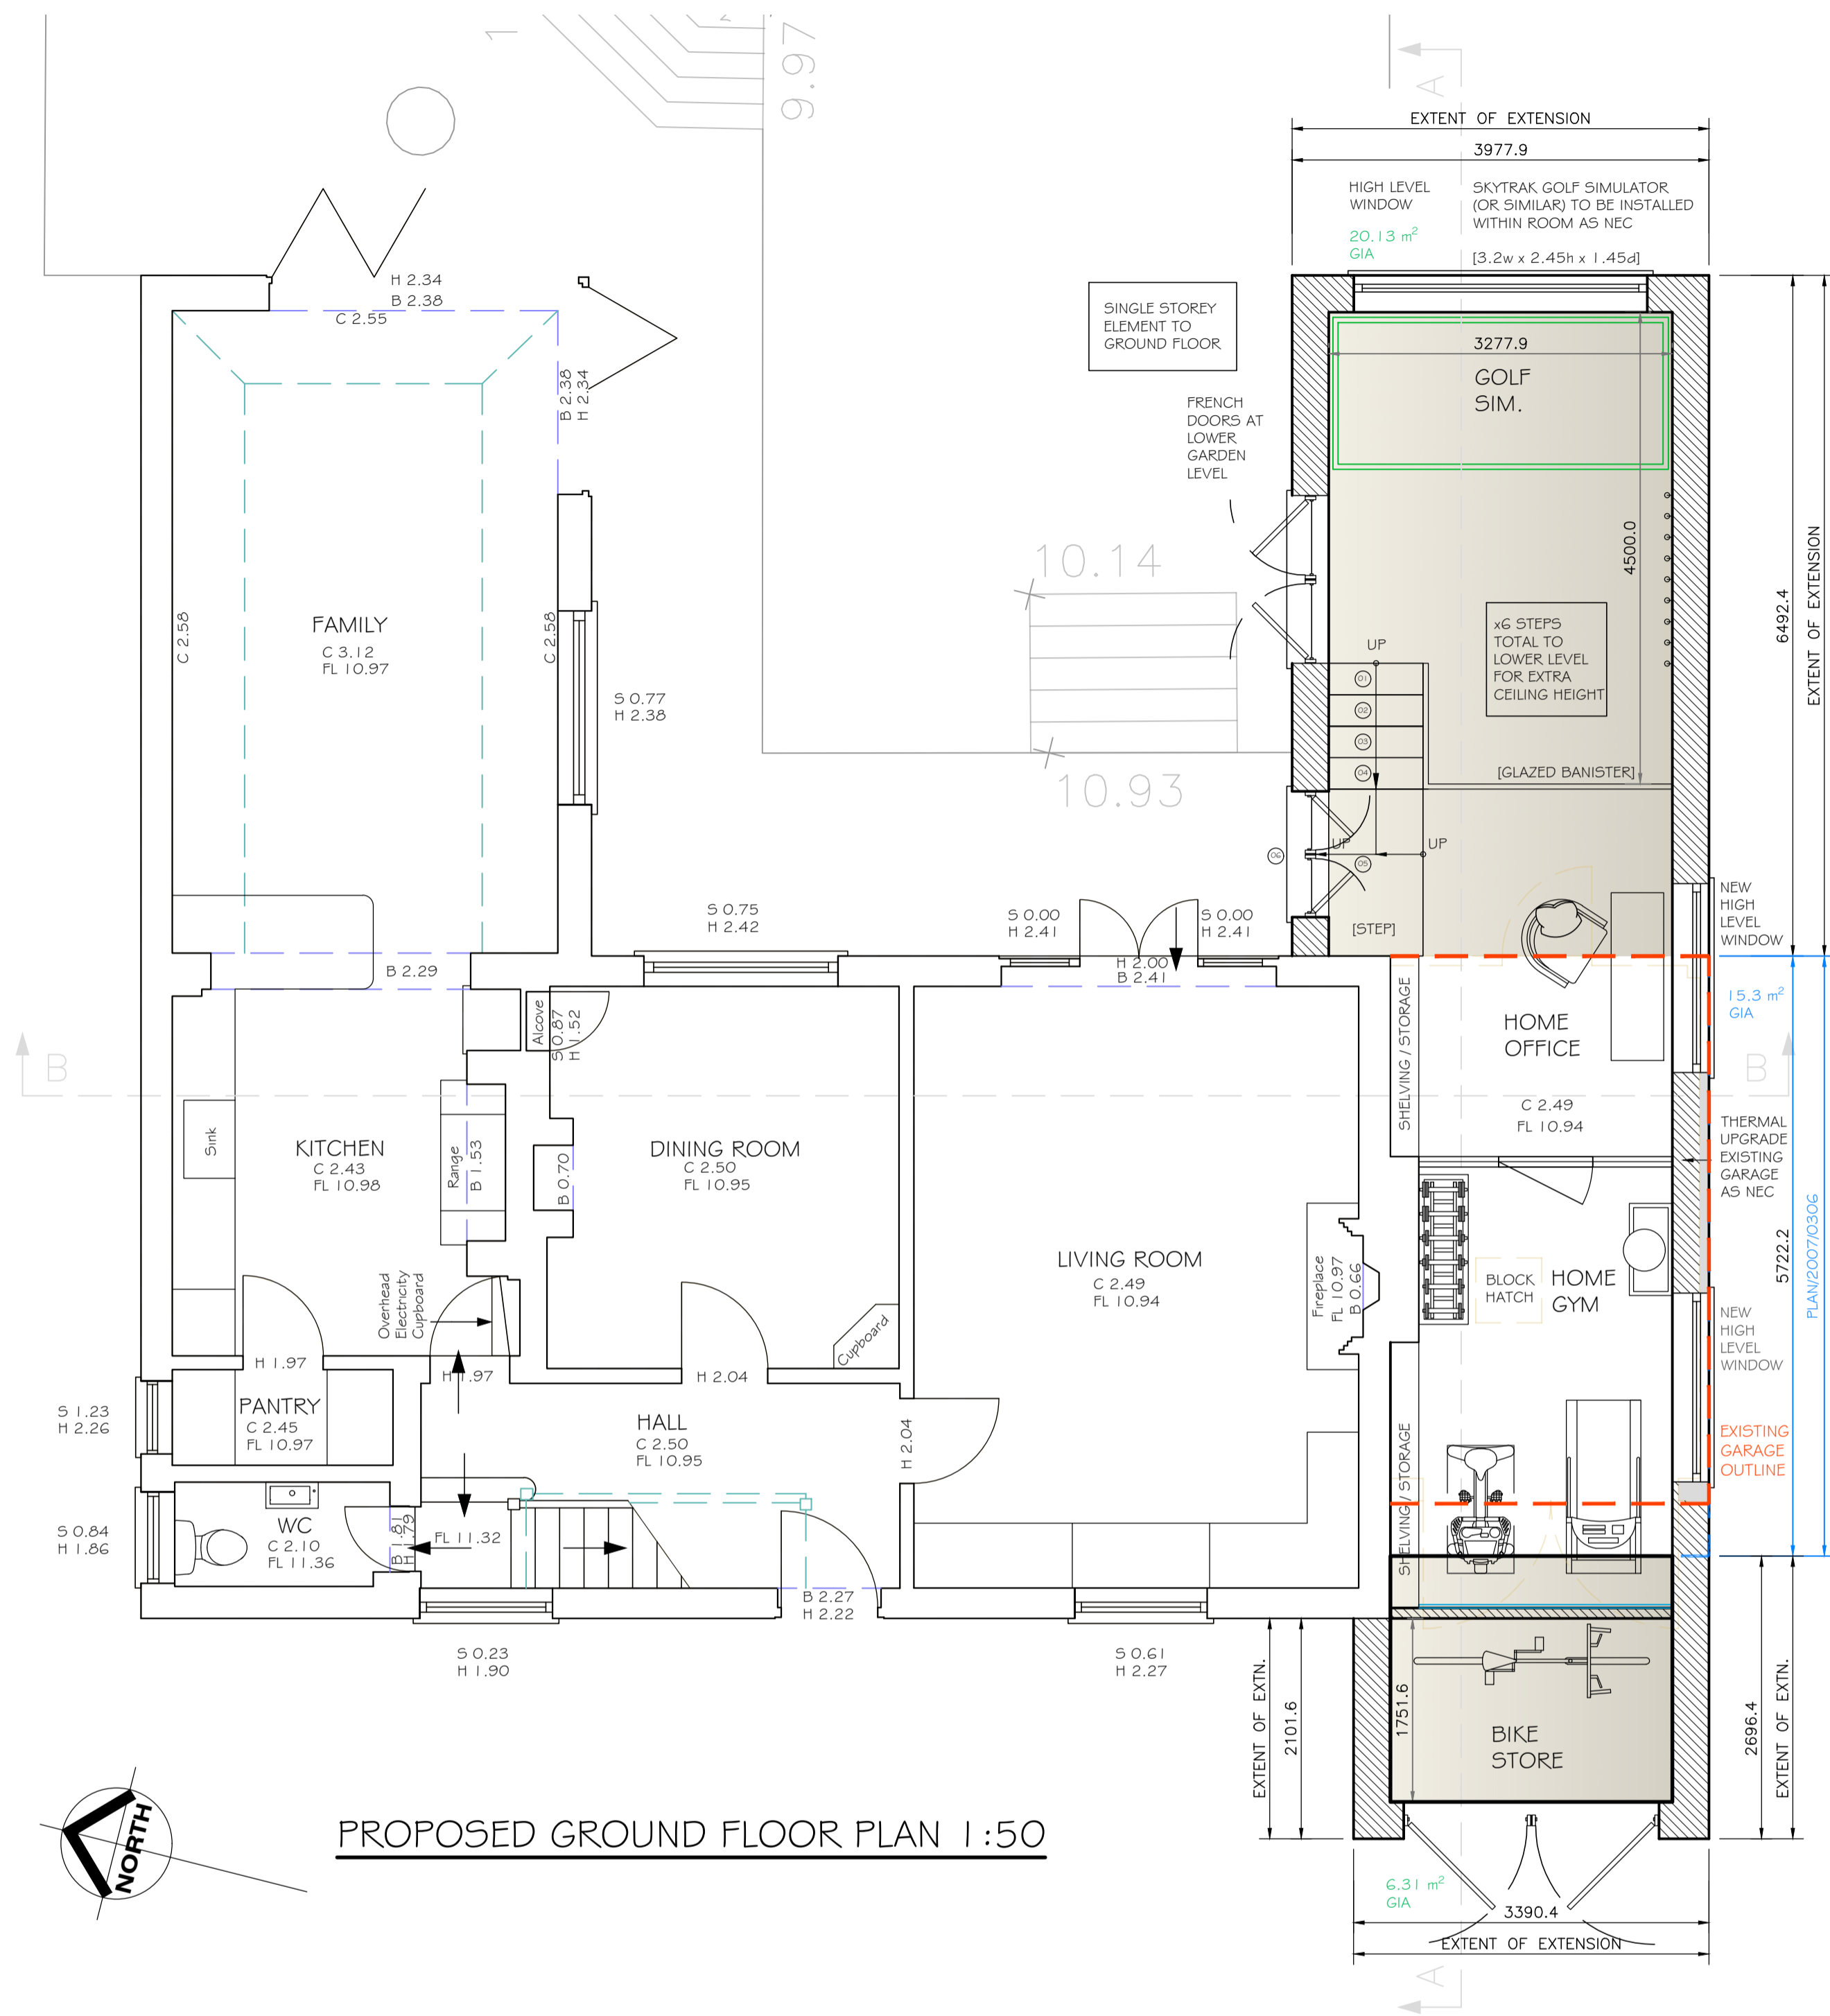 1
9.97
A
EXTENT OF EXTENSION
3977.9
HIGH LEVEL
WINDOW
20.13 m²
GIA
SKYTRAK GOLF SIMULATOR
(OR SIMILAR) TO BE INSTALLED
WITHIN ROOM AS NEC
[3.2w x 2.45h x 1.45d]
H 2.34
B 2.38
C 2.55
B 2.38
H 2.34
SINGLE STOREY
ELEMENT TO
GROUND FLOOR
3277.9
GOLF
SIM.
FRENCH
DOORS AT
LOWER
GARDEN
LEVEL
4500.0
6492.4
EXTENT OF EXTENSION
10.14
FAMILY
C 3.12
FL 10.97
C 2.58
C 2.58
S 0.77
H 2.38
x6 STEPS
TOTAL TO
LOWER LEVEL
FOR EXTRA
CEILING HEIGHT
UP
01
02
03
04
[GLAZED BANISTER]
10.93
UP
UP
05
06
[STEP]
NEW
HIGH
LEVEL
WINDOW
S 0.75
H 2.42
S 0.00
H 2.41
S 0.00
H 2.41
H 2.00
B 2.41
B 2.29
Alcove
S 0.87
H 1.52
SHELVING / STORAGE
HOME
OFFICE
C 2.49
FL 10.94
15.3 m²
GIA
B
B
THERMAL
UPGRADE
EXISTING
GARAGE
AS NEC
5722.2
PLAN/2007/0306
Sink
KITCHEN
C 2.43
FL 10.98
Range
B 1.53
B 0.70
DINING ROOM
C 2.50
FL 10.95
LIVING ROOM
C 2.49
FL 10.94
Fireplace
FL 10.97
B 0.66
BLOCK
HATCH
HOME
GYM
NEW
HIGH
LEVEL
WINDOW
Overhead
Electricity
Cupboard
Cupboard
H 1.97
H 1.97
H 2.04
PANTRY
C 2.45
FL 10.97
S 1.23
H 2.26
HALL
C 2.50
FL 10.95
H 2.04
SHELVING / STORAGE
EXISTING
GARAGE
OUTLINE
S 0.84
H 1.86
WC
C 2.10
FL 11.36
B 1.81
H 1.79
FL 11.32
B 2.27
H 2.22
S 0.23
H 1.90
S 0.61
H 2.27
EXTENT OF EXTN.
2101.6
1751.6
BIKE
STORE
2696.4
EXTENT OF EXTN.
NORTH
PROPOSED GROUND FLOOR PLAN 1:50
6.31 m²
GIA
3390.4
EXTENT OF EXTENSION
A